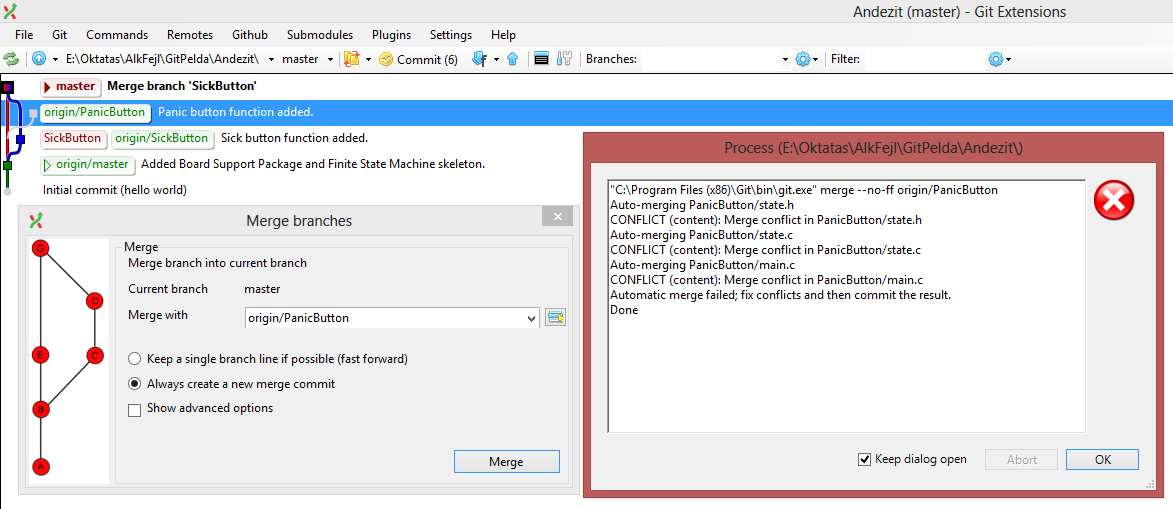 Andezit (master) - Git Extensions
File Git Commands Remotes Github Submodules Plugins Settings Help
E:\Oktatas\AlkFejl\GitPelda\Andezit\ master Commit (6) Branches: Filter:
master Merge branch 'SickButton'
origin/PanicButton Panic button function added.
SickButton origin/SickButton Sick button function added.
origin/master Added Board Support Package and Finite State Machine skeleton.
Initial commit (hello world)
Merge branches
Merge
Merge branch into current branch
Current branch master
Merge with origin/PanicButton
Keep a single branch line if possible (fast forward)
Always create a new merge commit
Show advanced options
Merge
G
D
E
C
B
A
Process (E:\Oktatas\AlkFejl\GitPelda\Andezit\)
"C:\Program Files (x86)\Git\bin\git.exe" merge --no-ff origin/PanicButton
Auto-merging PanicButton/state.h
CONFLICT (content): Merge conflict in PanicButton/state.h
Auto-merging PanicButton/state.c
CONFLICT (content): Merge conflict in PanicButton/state.c
Auto-merging PanicButton/main.c
CONFLICT (content): Merge conflict in PanicButton/main.c
Automatic merge failed; fix conflicts and then commit the result.
Done
Keep dialog open Abort OK